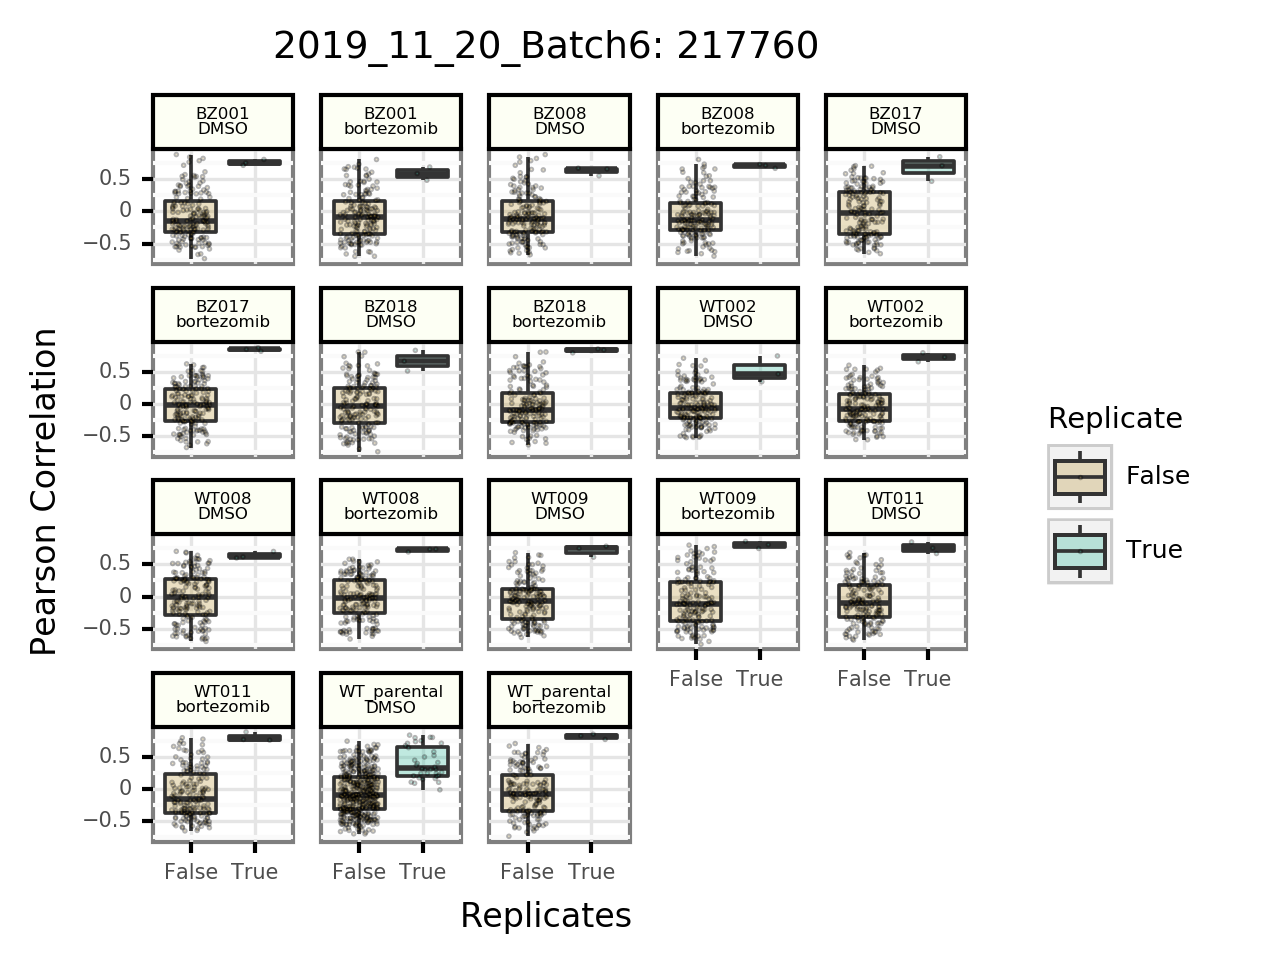 2019_11_20_Batch6: 217760
BZ001
DMSO
BZ001
bortezomib
BZ008
DMSO
BZ008
bortezomib
BZ017
DMSO
0.5
0
−0.5
BZ017
bortezomib
BZ018
DMSO
BZ018
bortezomib
WT002
DMSO
WT002
bortezomib
0.5
0
−0.5
WT008
DMSO
WT008
bortezomib
WT009
DMSO
WT009
bortezomib
WT011
DMSO
0.5
0
−0.5
False True
False True
WT011
bortezomib
WT_parental
DMSO
WT_parental
bortezomib
0.5
0
−0.5
False True
False True
False True
Replicates
Pearson Correlation
Replicate
False
True